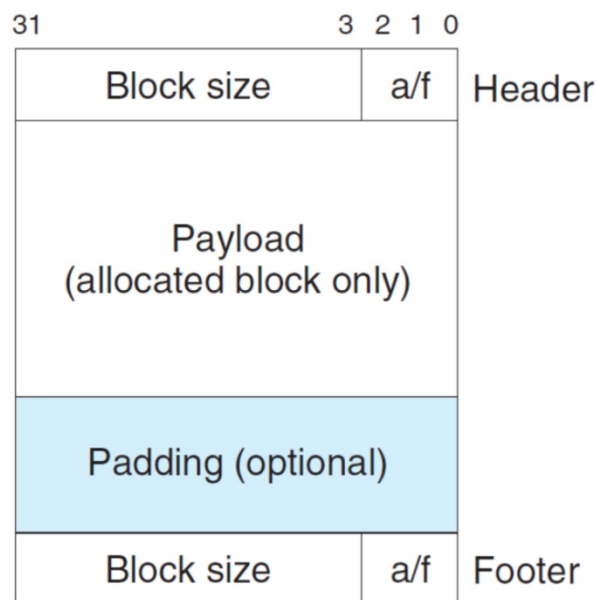 31 3 2 1 0
Block size a/f Header
Payload
(allocated block only)
Padding (optional)
Block size a/f Footer